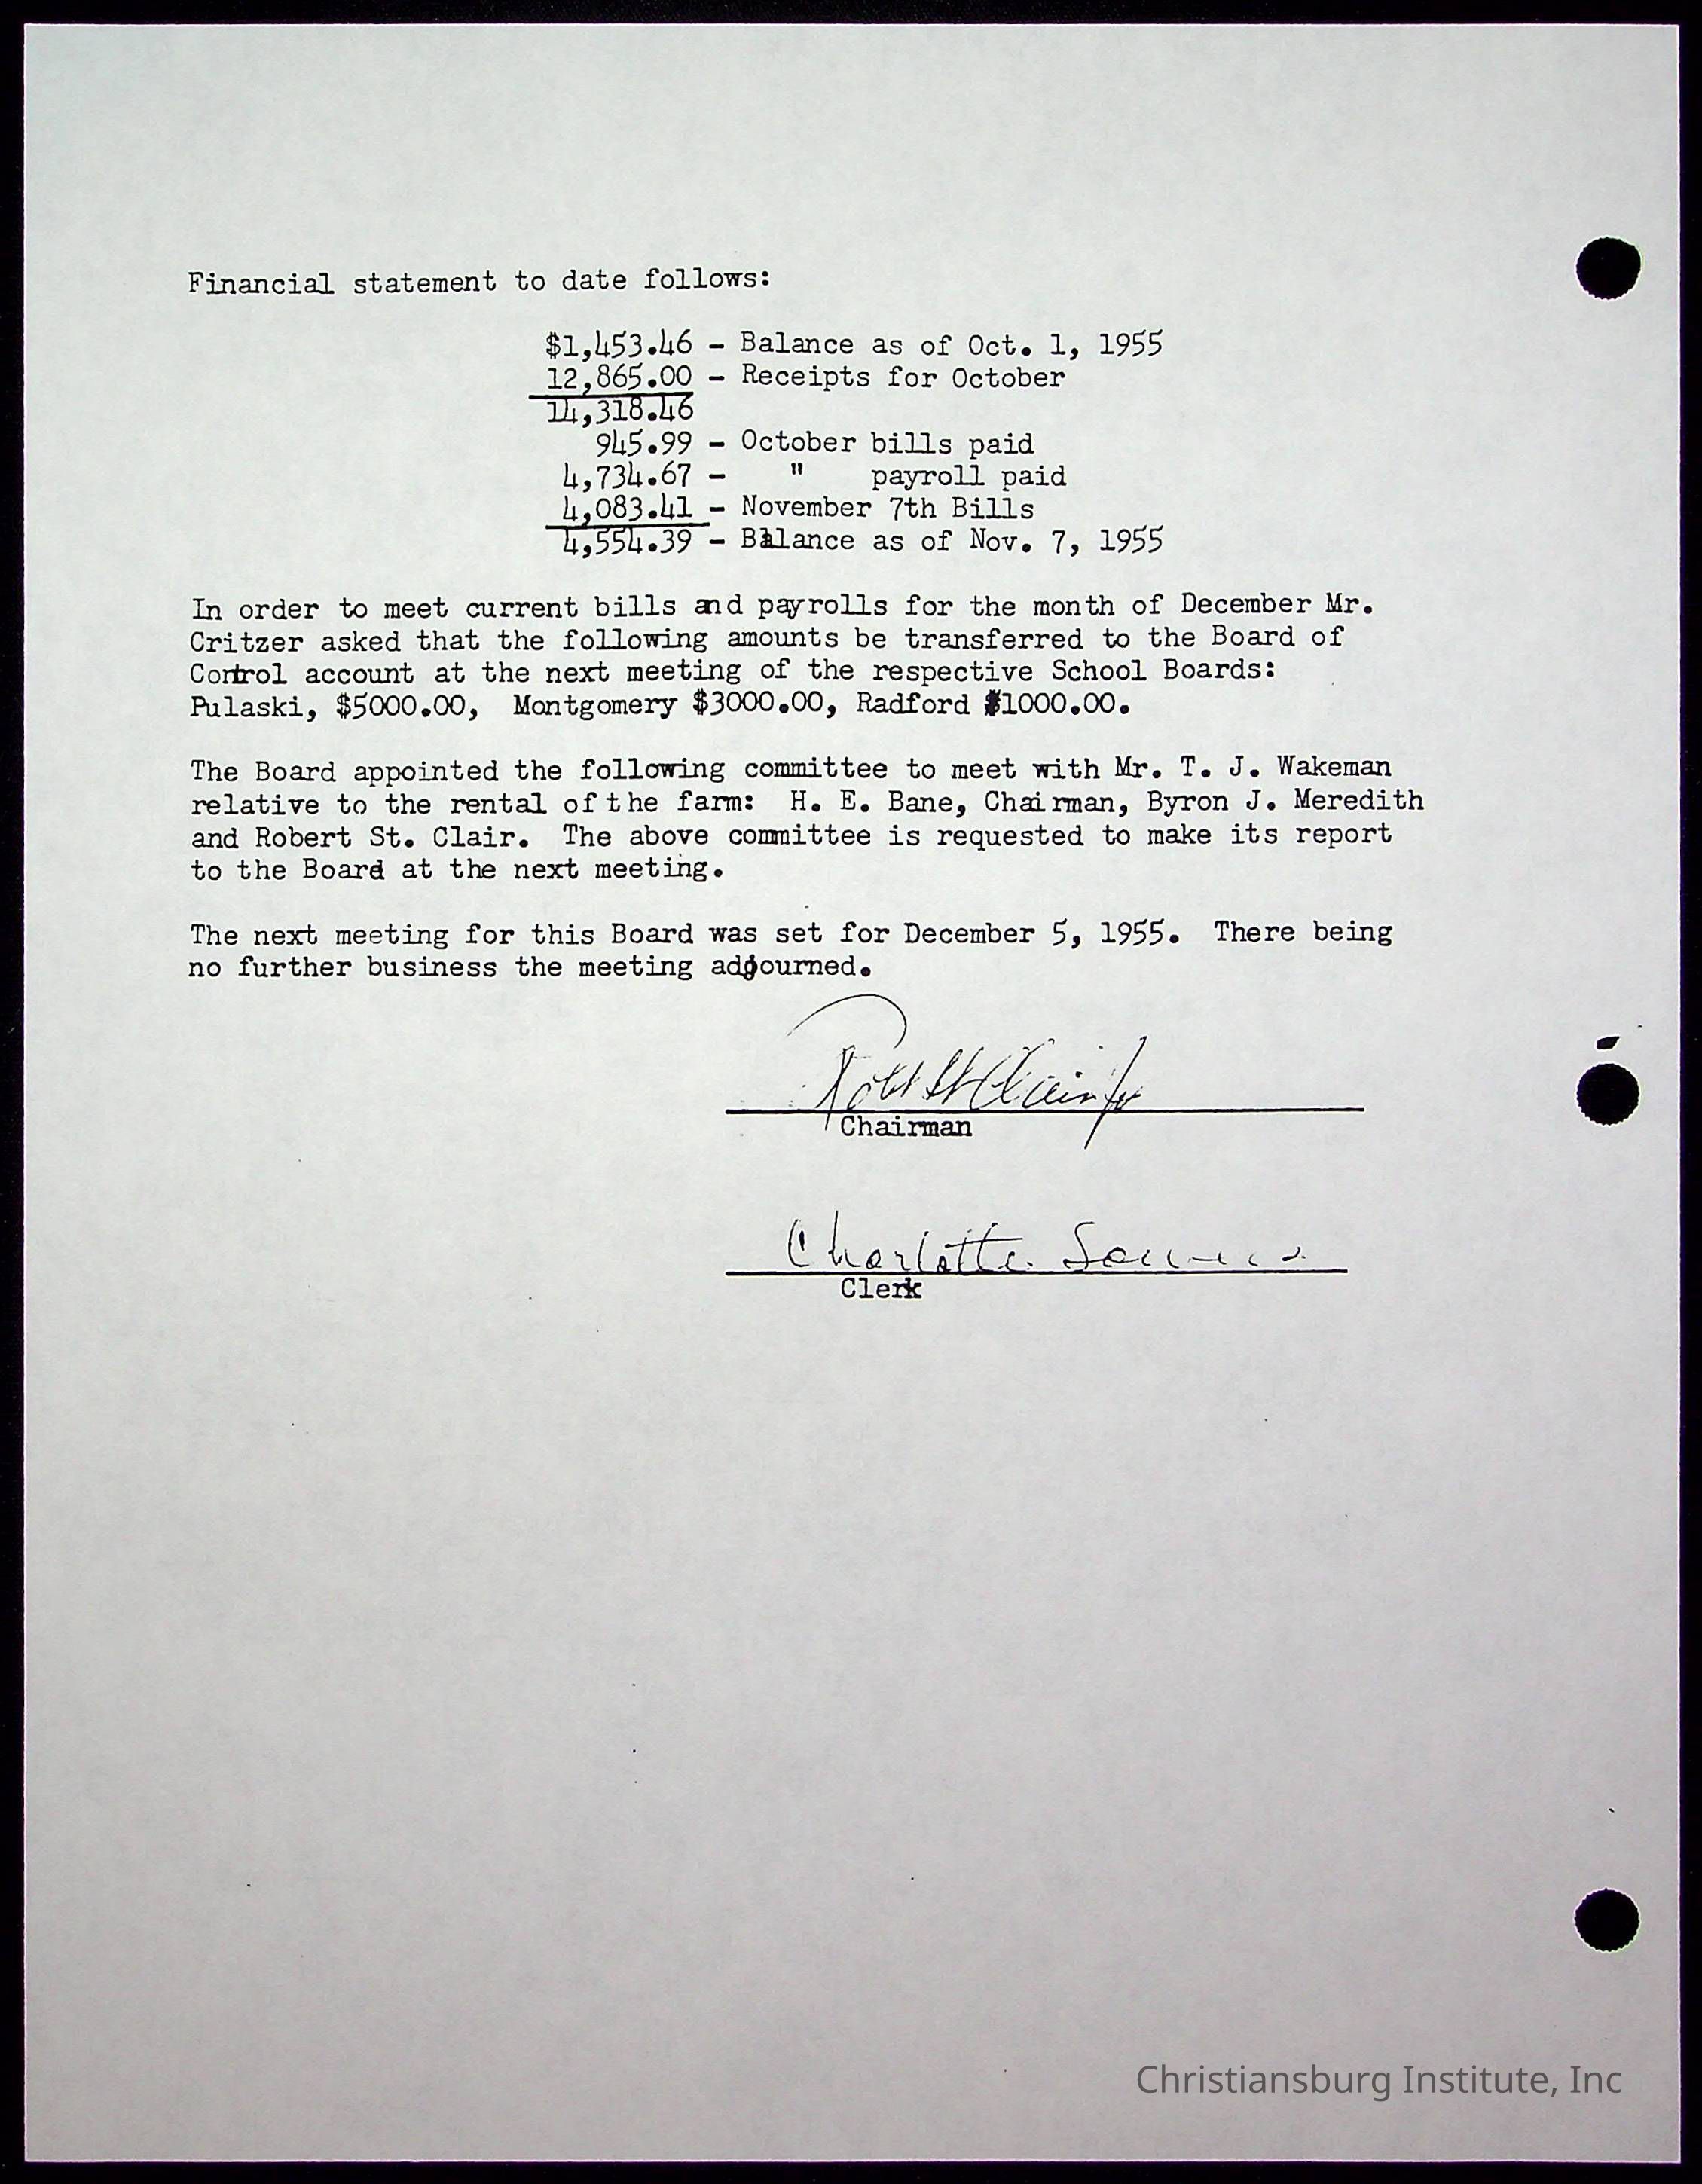 Financial statement to date follows:
$1,453.46 - Balance as of Oct. 1, 1955
12,865.00 - Receipts for October
14,318.46
945.99 - October bills paid
4,734.67 - " payroll paid
4,083.41 - November 7th Bills
4,554.39 - Balance as of Nov. 7, 1955
In order to meet current bills and payrolls for the month of December Mr.
Critzer asked that the following amounts be transferred to the Board of
Control account at the next meeting of the respective School Boards:
Pulaski, $5000.00, Montgomery $3000.00, Radford $1000.00.
The Board appointed the following committee to meet with Mr. T. J. Wakeman
relative to the rental of the farm: H. E. Bane, Chairman, Byron J. Meredith
and Robert St. Clair. The above committee is requested to make its report
to the Board at the next meeting.
The next meeting for this Board was set for December 5, 1955. There being
no further business the meeting adjourned.
Chairman
Charlotte
Clerk
Christiansburg Institute, Inc